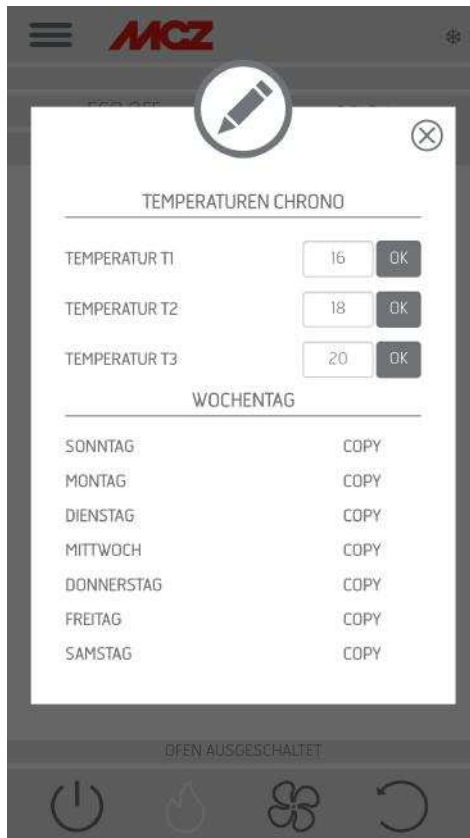 MCZ
TEMPERATUREN CHRONO
TEMPERATUR T1 16 OK
TEMPERATUR T2 18 OK
TEMPERATUR T3 20 OK
WOCHENTAG
SONNTAG COPY
MONTAG COPY
DIENSTAG COPY
MITTWOCH COPY
DONNERSTAG COPY
FREITAG COPY
SAMSTAG COPY
OFEN AUSGESCHALTET